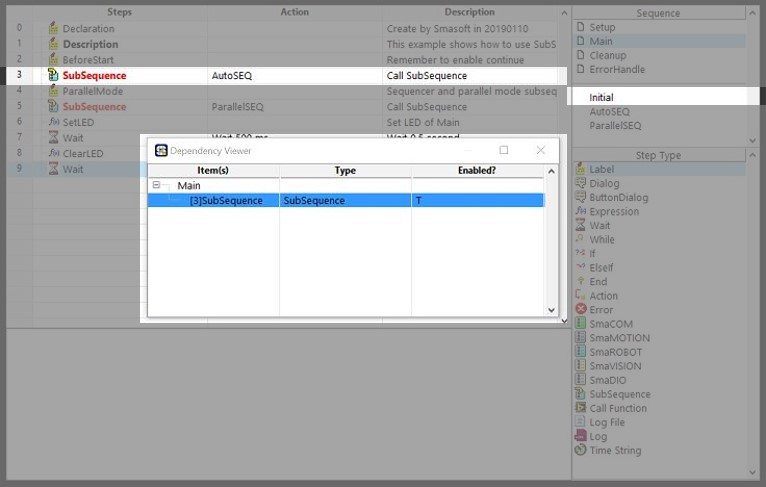 Steps Action Description
0 Declaration Create by Smasoft in 20190110
1 Description This example shows how to use SubS
2 BeforeStart Remember to enable continue
3 SubSequence AutoSEQ Call SubSequence
4 ParallelMode Sequencer and parallel mode subseq
5 SubSequence ParallelSEQ Call SubSequence
6 SetLED Set LED of Main
7 Wait Wait 500 ms Wait 0.5 second
8 ClearLED
9 Wait
Dependency Viewer
Item(s) Type Enabled?
Main
[3]SubSequence SubSequence T
Sequence
Setup
Main
Cleanup
ErrorHandle
Initial
AutoSEQ
ParallelSEQ
Step Type
Label
Dialog
ButtonDialog
Expression
Wait
While
If
ElseIf
End
Action
Error
SmaCOM
SmaMOTION
SmaROBOT
SmaVISION
SmaDIO
SubSequence
Call Function
Log File
Log
Time String